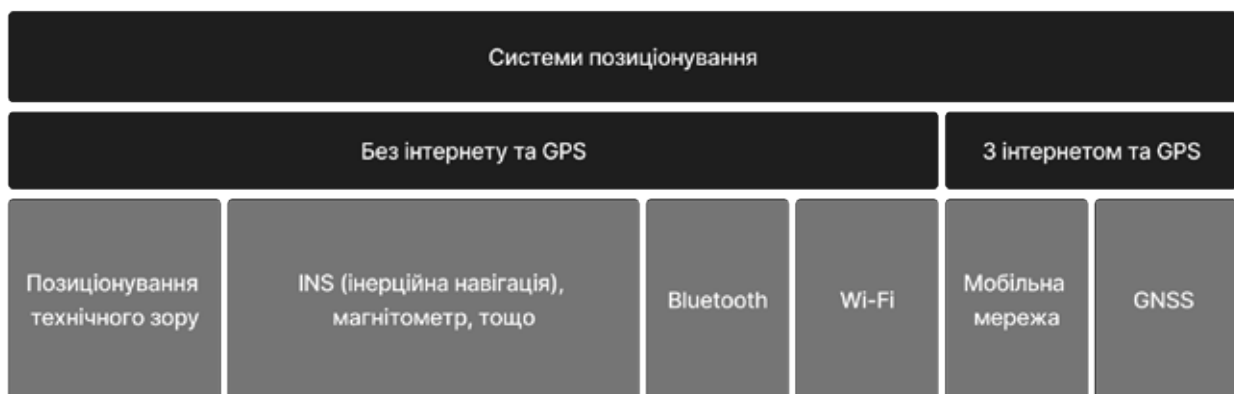 Системи позиціонування
Без інтернету та GPS
З інтернетом та GPS
Позиціонування
технічного зору
INS (інерційна навігація),
магнітометр, тощо
Bluetooth
Wi-Fi
Мобільна
мережа
GNSS